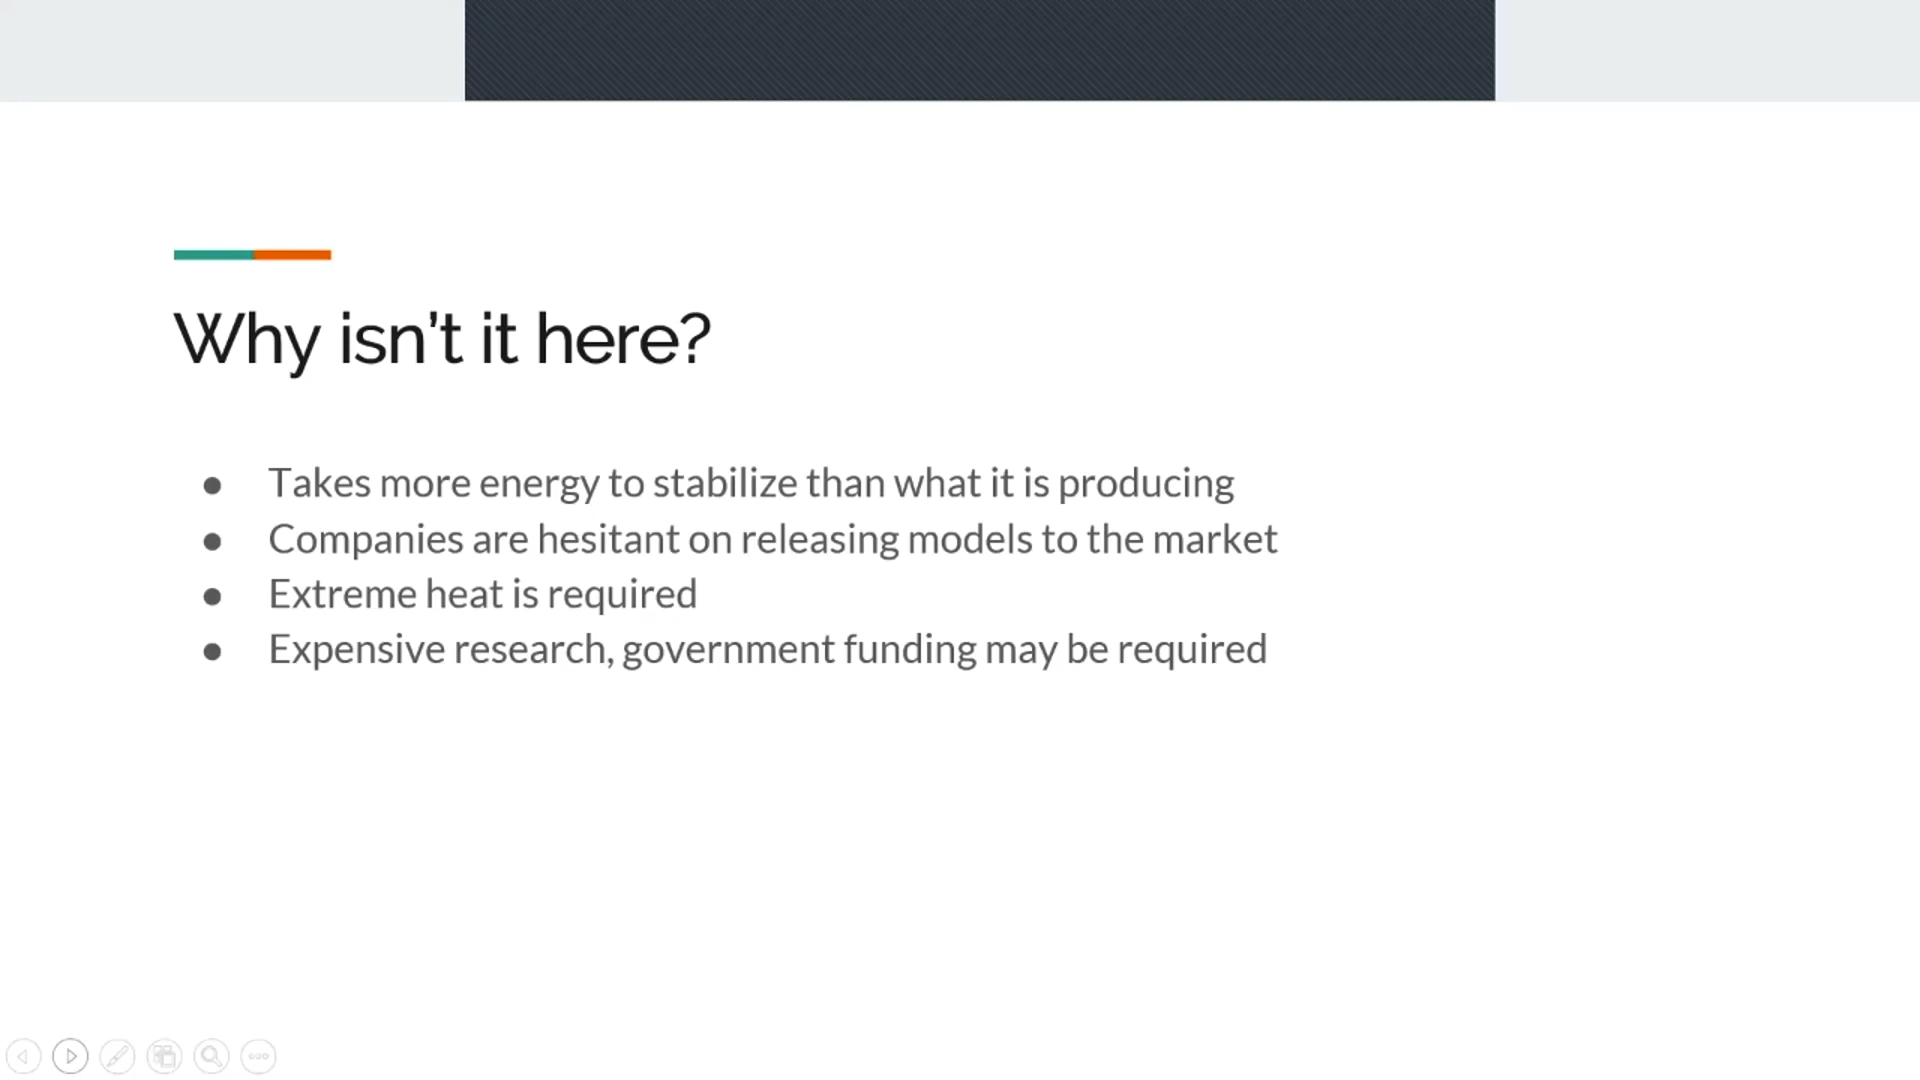 Why isn’t it here?
● Takes more energy to stabilize than what it is producing
● Companies are hesitant on releasing models to the market
● Extreme heat is required
● Expensive research, government funding may be required